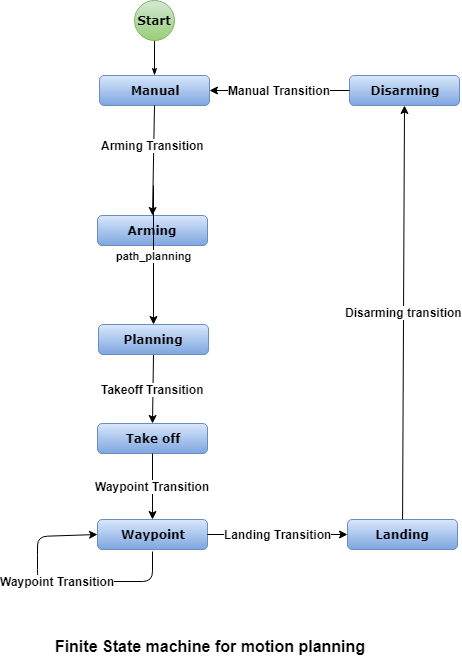 Start
Manual
Manual Transition
Disarming
Arming Transition
Arming
path_planning
Disarming transition
Planning
Takeoff Transition
Take off
Waypoint Transition
Waypoint
Landing Transition
Landing
Waypoint Transition
Finite State machine for motion planning